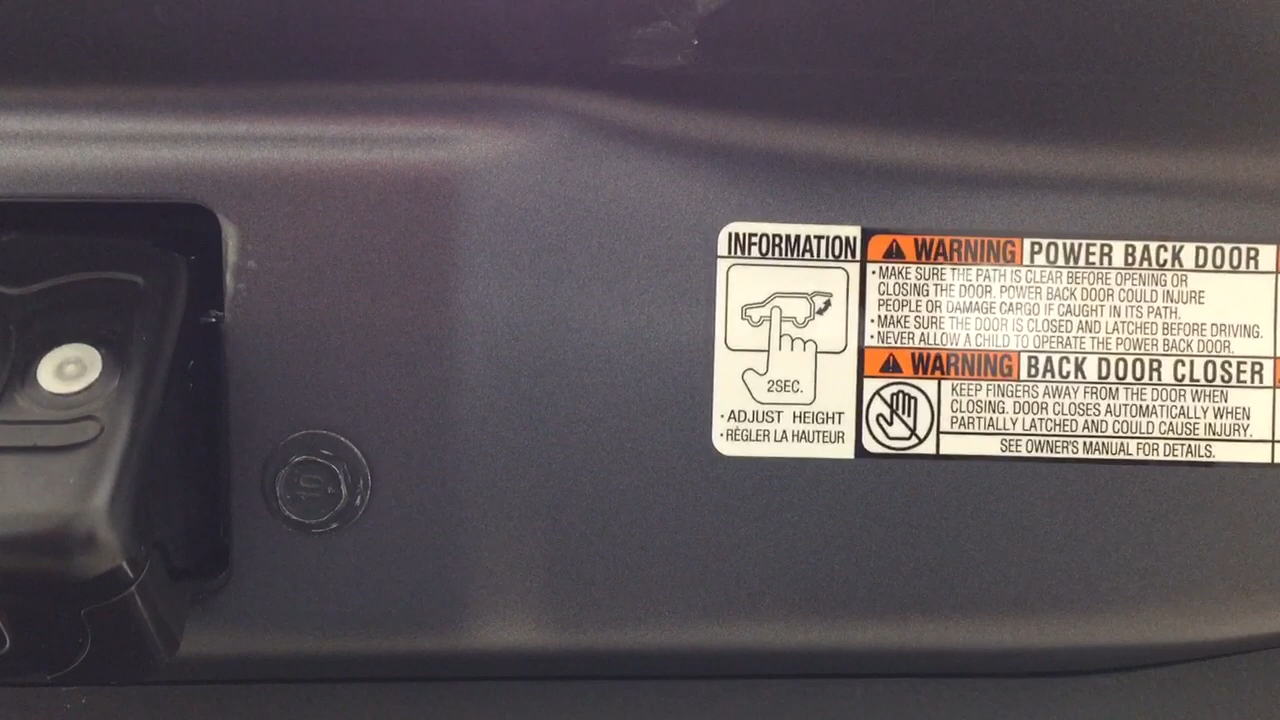 INFORMATION
2SEC.
· ADJUST HEIGHT
· RÉGLER LA HAUTEUR
WARNING POWER BACK DOOR
· MAKE SURE THE PATH IS CLEAR BEFORE OPENING OR
CLOSING THE DOOR. POWER BACK DOOR COULD INJURE
PEOPLE OR DAMAGE CARGO IF CAUGHT IN ITS PATH.
· MAKE SURE THE DOOR IS CLOSED AND LATCHED BEFORE DRIVING.
· NEVER ALLOW A CHILD TO OPERATE THE POWER BACK DOOR.
WARNING BACK DOOR CLOSER
KEEP FINGERS AWAY FROM THE DOOR WHEN
CLOSING. DOOR CLOSES AUTOMATICALLY WHEN
PARTIALLY LATCHED AND COULD CAUSE INJURY.
SEE OWNER'S MANUAL FOR DETAILS.
10